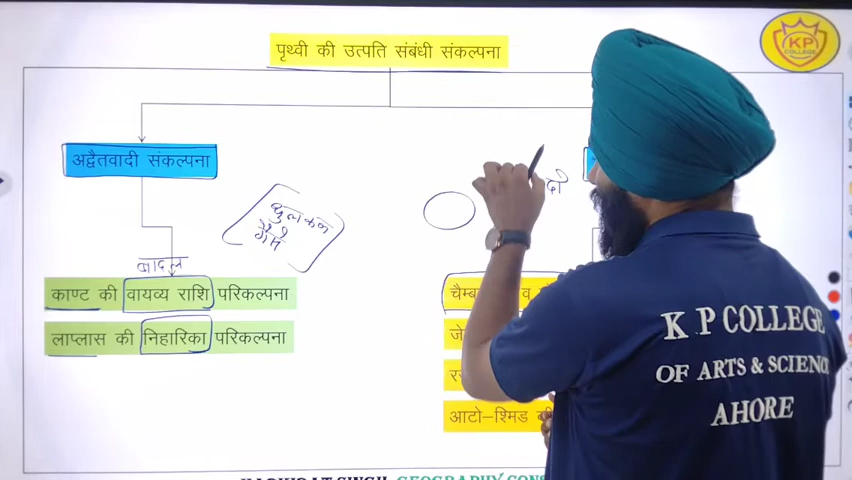 पृथ्वी की उत्पति संबंधी संकल्पना
KP
COLLEGE
अद्वैतवादी संकल्पना
धुलकण
गैसे
दो
बादल
काण्ट की वायव्य राशि परिकल्पना
लाप्लास की निहारिका परिकल्पना
व
आटो–श्मिड
K P COLLEGE
OF ARTS & SCIENC
AHORE